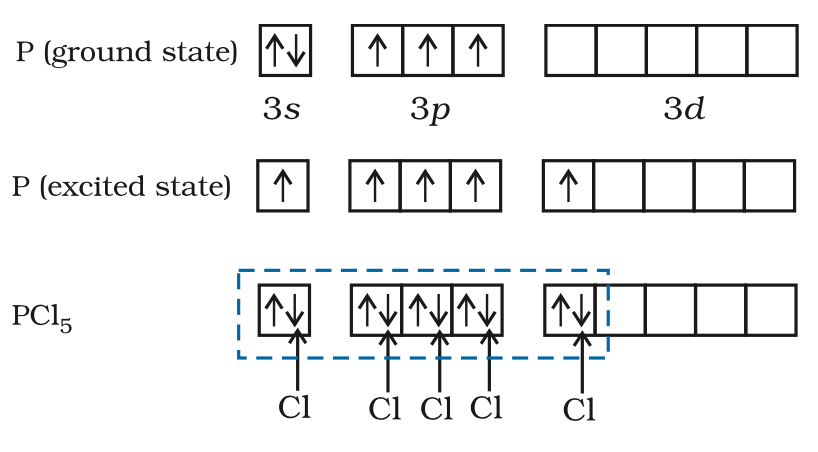 P (ground state)
3s 3p 3d
P (excited state)
PCl₅
Cl Cl Cl Cl Cl